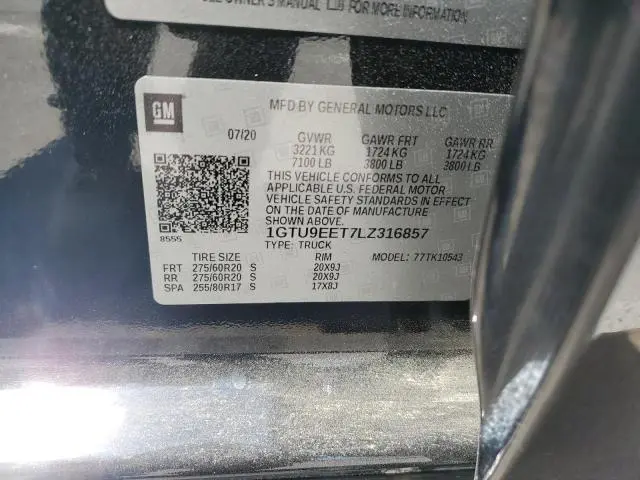 OWNER'S MANUAL FOR MORE INFORMATION
GM
MFD BY GENERAL MOTORS LLC
07/20 GVWR GAWR FRT GAWR RR
3221 KG 1724 KG 1724 KG
7100 LB 3800 LB 3800 LB
THIS VEHICLE CONFORMS TO ALL
APPLICABLE U.S. FEDERAL MOTOR
VEHICLE SAFETY STANDARDS IN EFFECT
ON THE DATE OF MANUFACTURE
SHOWN ABOVE.
8555
1GTU9EET7LZ316857
TYPE: TRUCK MODEL: 77TK10543
TIRE SIZE RIM
FRT 275/60R20 S 20X9J
RR 275/60R20 S 20X9J
SPA 255/80R17 S 17X8J